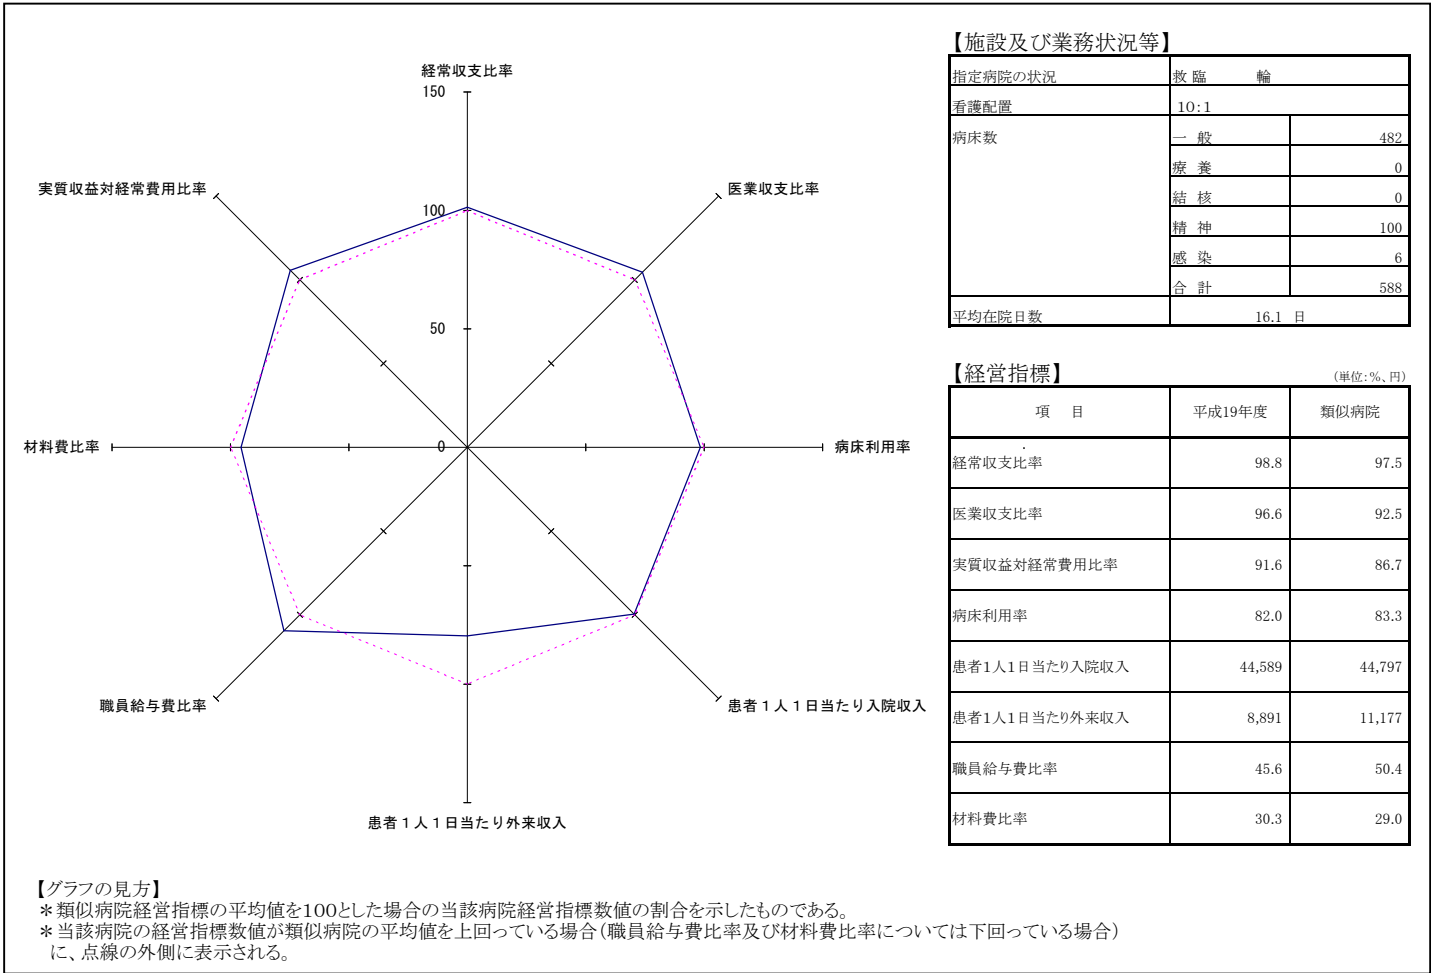 経常収支比率
150
100
50
0
医業収支比率
病床利用率
患者1人1日当たり入院収入
患者1人1日当たり外来収入
職員給与費比率
材料費比率
実質収益対経常費用比率
【施設及び業務状況等】
指定病院の状況 救 臨 輪
看護配置 10:1
病床数 一 般 482
療 養 0
結 核 0
精 神 100
感 染 6
合 計 588
平均在院日数 16.1 日
【経営指標】 (単位:%、円)
項 目 平成19年度 類似病院
経常収支比率 98.8 97.5
医業収支比率 96.6 92.5
実質収益対経常費用比率 91.6 86.7
病床利用率 82.0 83.3
患者1人1日当たり入院収入 44,589 44,797
患者1人1日当たり外来収入 8,891 11,177
職員給与費比率 45.6 50.4
材料費比率 30.3 29.0
【グラフの見方】
＊類似病院経営指標の平均値を100とした場合の当該病院経営指標数値の割合を示したものである。
＊当該病院の経営指標数値が類似病院の平均値を上回っている場合(職員給与費比率及び材料費比率については下回っている場合)
に、点線の外側に表示される。